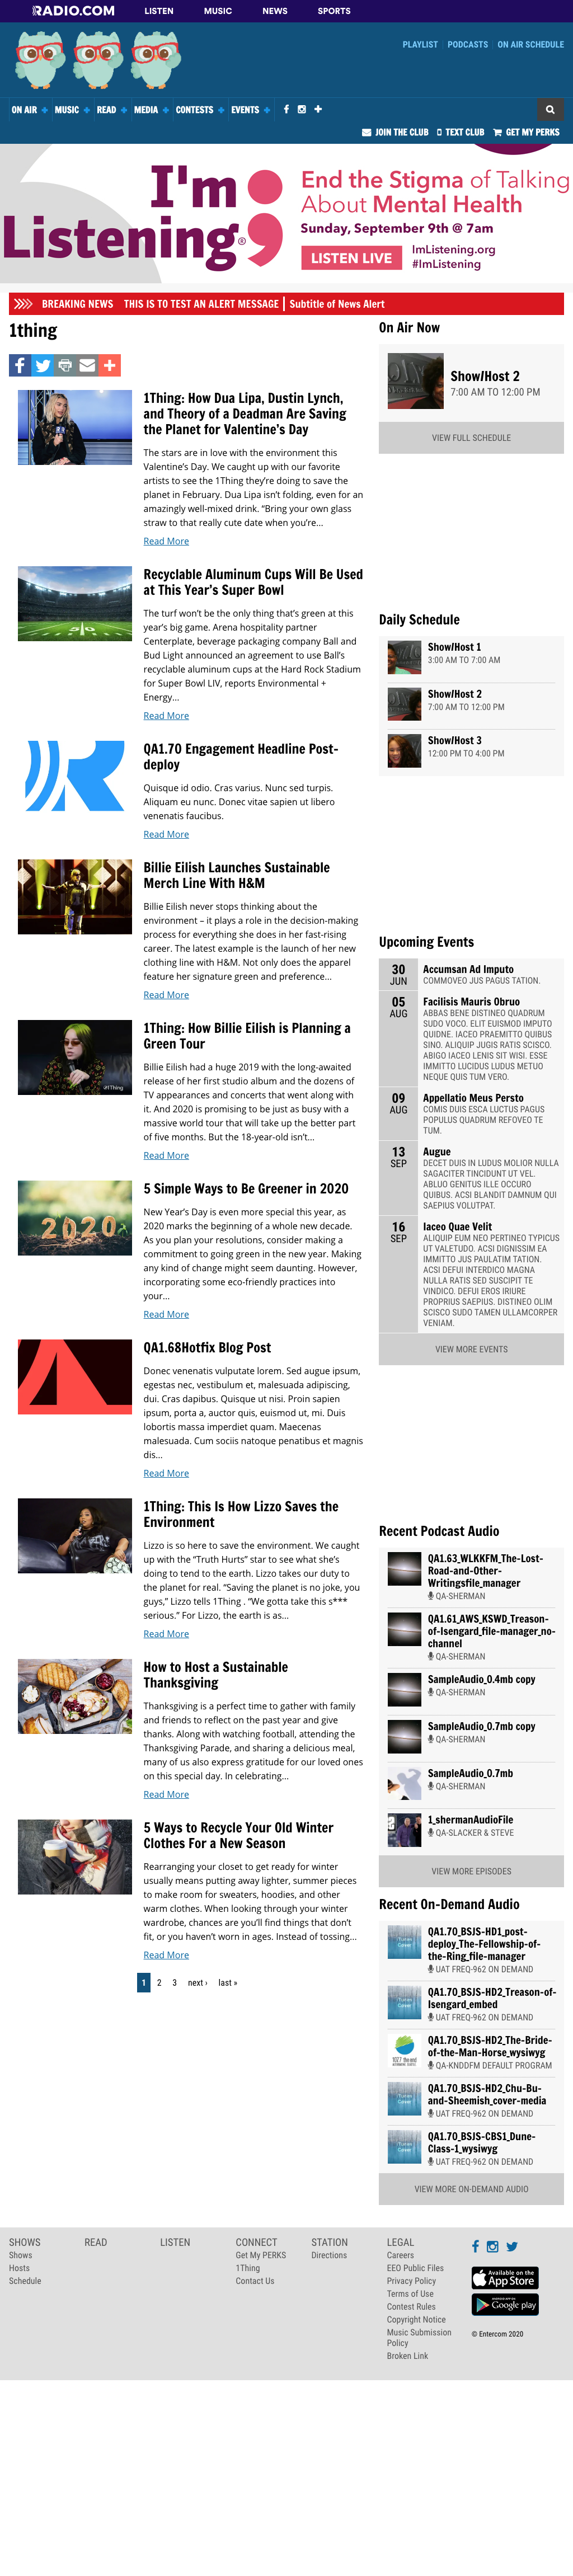 RADIO.COM LISTEN MUSIC NEWS SPORTS
PLAYLIST PODCASTS ON AIR SCHEDULE
ON AIR MUSIC READ MEDIA CONTESTS EVENTS
JOIN THE CLUB TEXT CLUB GET MY PERKS
I'm Listening®
End the Stigma of Talking
About Mental Health
Sunday, September 9th @ 7am
LISTEN LIVE
ImListening.org
#ImListening
BREAKING NEWS THIS IS TO TEST AN ALERT MESSAGE | Subtitle of News Alert
1thing
1Thing: How Dua Lipa, Dustin Lynch,
and Theory of a Deadman Are Saving
the Planet for Valentine's Day
The stars are in love with the environment this
Valentine's Day. We caught up with our favorite
artists to see the 1Thing they're doing to save the
planet in February. Dua Lipa isn't folding, even for an
amazingly well-mixed drink. "Bring your own glass
straw to that really cute date when you're...
Read More
Recyclable Aluminum Cups Will Be Used
at This Year's Super Bowl
The turf won't be the only thing that's green at this
year's big game. Arena hospitality partner
Centerplate, beverage packaging company Ball and
Bud Light announced an agreement to use Ball's
recyclable aluminum cups at the Hard Rock Stadium
for Super Bowl LIV, reports Environmental +
Energy...
Read More
QA1.70 Engagement Headline Post-
deploy
Quisque id odio. Cras varius. Nunc sed turpis.
Aliquam eu nunc. Donec vitae sapien ut libero
venenatis faucibus.
Read More
Billie Eilish Launches Sustainable
Merch Line With H&M
Billie Eilish never stops thinking about the
environment – it plays a role in the decision-making
process for everything she does in her fast-rising
career. The latest example is the launch of her new
clothing line with H&M. Not only does the apparel
feature her signature green and preference...
Read More
1Thing: How Billie Eilish is Planning a
Green Tour
Billie Eilish had a huge 2019 with the long-awaited
release of her first studio album and the dozens of
TV appearances and concerts that went along with
it. And 2020 is promising to be just as busy with a
massive world tour that will take up the better part
of five months. But the 18-year-old isn't...
Read More
5 Simple Ways to Be Greener in 2020
New Year's Day is even more special this year, as
2020 marks the beginning of a whole new decade.
As you plan your resolutions, consider making a
commitment to going green in the new year. Making
any kind of change might seem daunting. However,
incorporating some eco-friendly practices into
your...
Read More
QA1.68Hotfix Blog Post
Donec venenatis vulputate lorem. Sed augue ipsum,
egestas nec, vestibulum et, malesuada adipiscing,
dui. Cras dapibus. Quisque ut nisi. Proin sapien
ipsum, porta a, auctor quis, euismod ut, mi. Duis
lobortis massa imperdiet quam. Maecenas
malesuada. Cum sociis natoque penatibus et magnis
dis...
Read More
1Thing: This Is How Lizzo Saves the
Environment
Lizzo is so here to save the environment. We caught
up with the "Truth Hurts" star to see what she's
doing to tend to the earth. Lizzo takes our duty to
the planet for real. "Saving the planet is no joke, you
guys," Lizzo tells 1Thing . "We gotta take this s***
serious." For Lizzo, the earth is as...
Read More
How to Host a Sustainable
Thanksgiving
Thanksgiving is a perfect time to gather with family
and friends to reflect on the past year and give
thanks. Along with watching football, attending the
Thanksgiving Parade, and sharing a delicious meal,
many of us also express gratitude for our loved ones
on this special day. In celebrating...
Read More
5 Ways to Recycle Your Old Winter
Clothes For a New Season
Rearranging your closet to get ready for winter
usually means putting away lighter, summer pieces
to make room for sweaters, hoodies, and other
warm clothes. When looking through your winter
wardrobe, chances are you'll find things that don't
fit, or you haven't worn in ages. Instead of tossing...
Read More
1 2 3 next › last »
On Air Now
Show/Host 2
7:00 AM TO 12:00 PM
VIEW FULL SCHEDULE
Daily Schedule
Show/Host 1
3:00 AM TO 7:00 AM
Show/Host 2
7:00 AM TO 12:00 PM
Show/Host 3
12:00 PM TO 4:00 PM
Upcoming Events
30 JUN
Accumsan Ad Imputo
COMMOVEO JUS PAGUS TATION.
05 AUG
Facilisis Mauris Obruo
ABBAS BENE DISTINEO QUADRUM
SUDO VOCO. ELIT EUISMOD IMPUTO
QUIDNE. IACEO PRAEMITTO QUIBUS
SINO. ALIQUIP JUGIS RATIS SCISCO.
ABIGO IACEO LENIS SIT WISI. ESSE
IMMITTO LUCIDUS LUDUS METUO
NEQUE QUIS TUM VERO.
09 AUG
Appellatio Meus Persto
COMIS DUIS ESCA LUCTUS PAGUS
POPULUS QUADRUM REFOVEO TE
TUM.
13 SEP
Augue
DECET DUIS IN LUDUS MOLIOR NULLA
SAGACITER TINCIDUNT UT VEL.
ABLUO GENITUS ILLE OCCURO
QUIBUS. ACSI BLANDIT DAMNUM QUI
SAEPIUS VOLUTPAT.
16 SEP
Iaceo Quae Velit
ALIQUIP EUM NEO PERTINEO TYPICUS
UT VALETUDO. ACSI DIGNISSIM EA
IMMITTO JUS PAULATIM TATION.
ACSI DEFUI INTERDICO MAGNA
NULLA RATIS SED SUSCIPIT TE
VINDICO. DEFUI EROS IRIURE
PROPRIUS SAEPIUS. DISTINEO OLIM
SCISCO SUDO TAMEN ULLAMCORPER
VENIAM.
VIEW MORE EVENTS
Recent Podcast Audio
QA1.63_WLKKFM_The-Lost-
Road-and-Other-
Writingsfile_manager
QA-SHERMAN
QA1.61_AWS_KSWD_Treason-
of-Isengard_file-manager_no-
channel
QA-SHERMAN
SampleAudio_0.4mb copy
QA-SHERMAN
SampleAudio_0.7mb copy
QA-SHERMAN
SampleAudio_0.7mb
QA-SHERMAN
1_shermanAudioFile
QA-SLACKER & STEVE
VIEW MORE EPISODES
Recent On-Demand Audio
QA1.70_BSJS-HD1_post-
deploy_The-Fellowship-of-
the-Ring_file-manager
UAT FREQ-962 ON DEMAND
QA1.70_BSJS-HD2_Treason-of-
Isengard_embed
UAT FREQ-962 ON DEMAND
QA1.70_BSJS-HD2_The-Bride-
of-the-Man-Horse_wysiwyg
QA-KNDDFM DEFAULT PROGRAM
QA1.70_BSJS-HD2_Chu-Bu-
and-Sheemish_cover-media
UAT FREQ-962 ON DEMAND
QA1.70_BSJS-CBS1_Dune-
Class-1_wysiwyg
UAT FREQ-962 ON DEMAND
VIEW MORE ON-DEMAND AUDIO
SHOWS
Shows
Hosts
Schedule
READ
LISTEN
CONNECT
Get My PERKS
1Thing
Contact Us
STATION
Directions
LEGAL
Careers
EEO Public Files
Privacy Policy
Terms of Use
Contest Rules
Copyright Notice
Music Submission
Policy
Broken Link
Available on the
App Store
Google play
© Entercom 2020